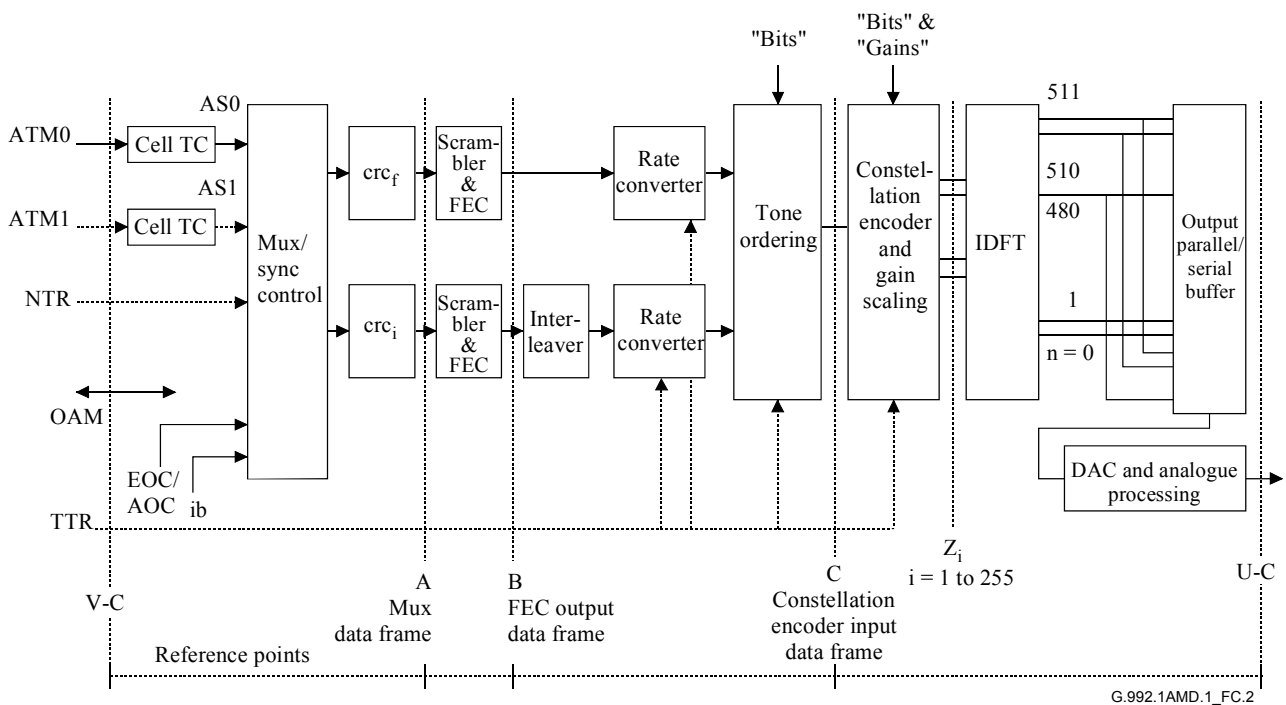 "Bits"
"Bits" &
"Gains"
AS0
511
ATM0
Cell TC
crcf
Scram-
bler
&
FEC
Rate
converter
AS1
510
ATM1
Cell TC
480
Mux/
sync
control
Tone
ordering
Constel-
lation
encoder
and
gain
scaling
IDFT
Output
parallel/
serial
buffer
NTR
crci
Scram-
bler
&
FEC
Inter-
leaver
Rate
converter
1
n = 0
OAM
EOC/
AOC
ib
DAC and analogue
processing
TTR
V-C
A
Mux
data frame
B
FEC output
data frame
C
Constellation
encoder input
data frame
Zi
i = 1 to 255
U-C
Reference points
G.992.1AMD.1_FC.2